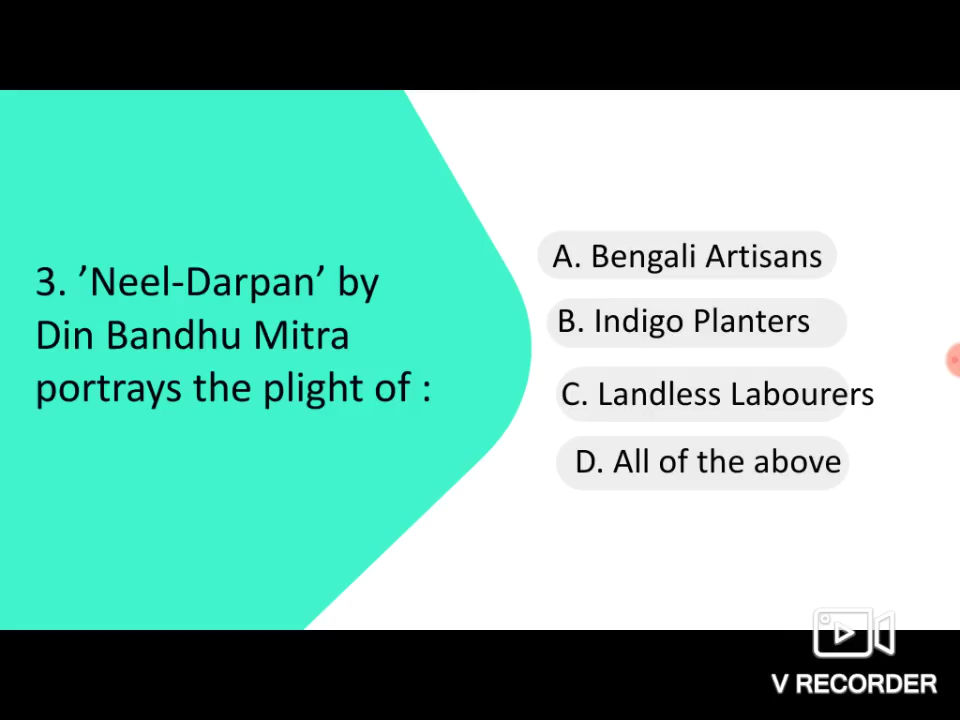 3. ’Neel-Darpan’ by
Din Bandhu Mitra
portrays the plight of :
A. Bengali Artisans
B. Indigo Planters
C. Landless Labourers
D. All of the above
V RECORDER